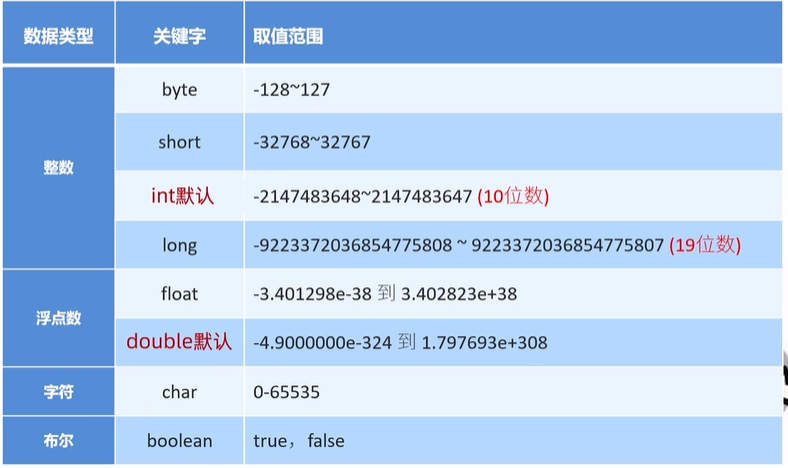 数据类型 关键字 取值范围
整数 byte -128~127
short -32768~32767
int默认 -2147483648~2147483647 (10位数)
long -9223372036854775808 ~ 9223372036854775807 (19位数)
浮点数 float -3.401298e-38 到 3.402823e+38
double默认 -4.9000000e-324 到 1.797693e+308
字符 char 0-65535
布尔 boolean true，false